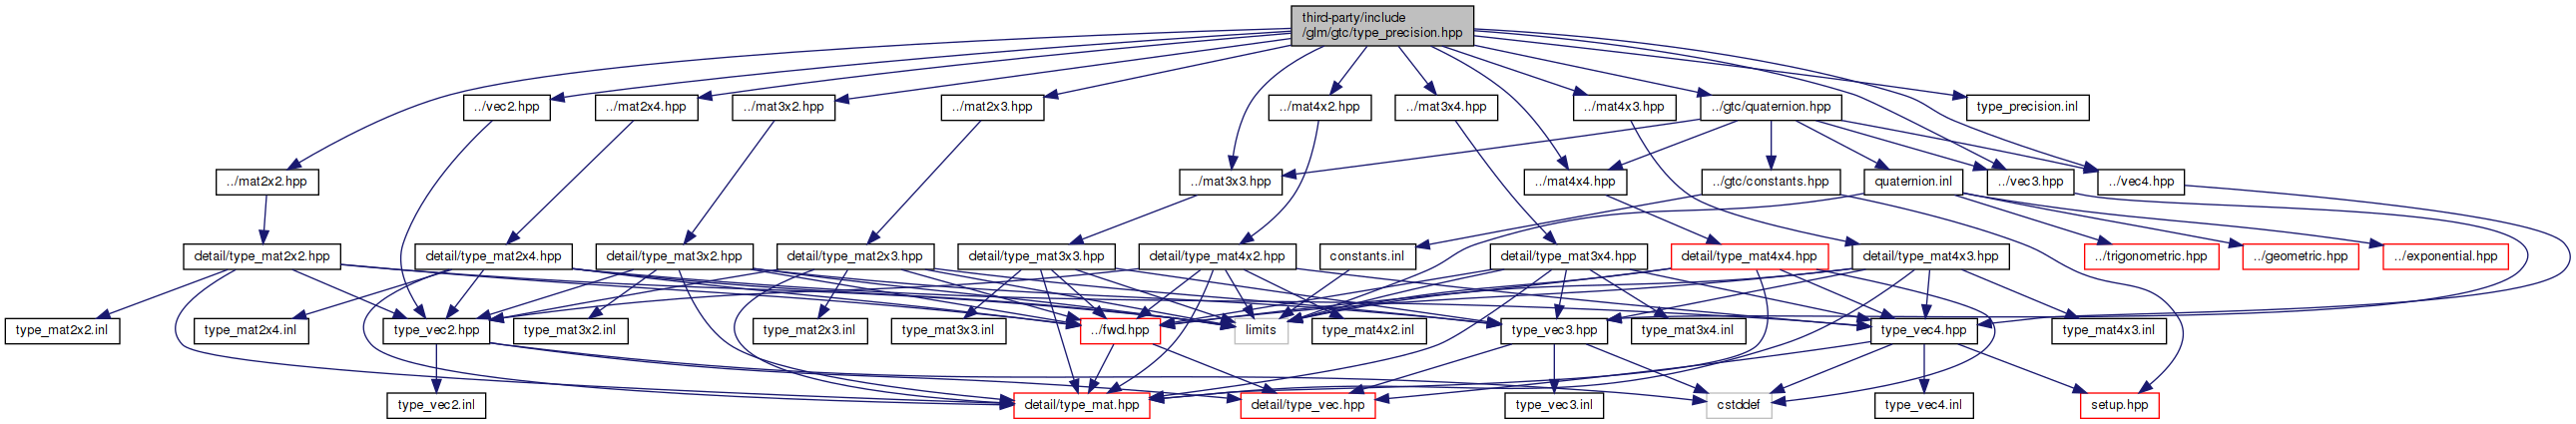 third-party/include
/glm/gtc/type_precision.hpp
../vec2.hpp
../mat2x4.hpp
../mat3x2.hpp
../mat2x3.hpp
../mat4x2.hpp
../mat3x4.hpp
../mat4x3.hpp
../gtc/quaternion.hpp
type_precision.inl
../mat2x2.hpp
../mat3x3.hpp
../mat4x4.hpp
../gtc/constants.hpp
quaternion.inl
../vec3.hpp
../vec4.hpp
detail/type_mat2x2.hpp
detail/type_mat2x4.hpp
detail/type_mat3x2.hpp
detail/type_mat2x3.hpp
detail/type_mat3x3.hpp
detail/type_mat4x2.hpp
constants.inl
detail/type_mat3x4.hpp
detail/type_mat4x4.hpp
detail/type_mat4x3.hpp
../trigonometric.hpp
../geometric.hpp
../exponential.hpp
type_mat2x2.inl
type_mat2x4.inl
type_vec2.hpp
type_mat3x2.inl
type_mat2x3.inl
type_mat3x3.inl
../fwd.hpp
limits
type_mat4x2.inl
type_vec3.hpp
type_mat3x4.inl
type_vec4.hpp
type_mat4x3.inl
type_vec2.inl
detail/type_mat.hpp
detail/type_vec.hpp
type_vec3.inl
cstddef
type_vec4.inl
setup.hpp